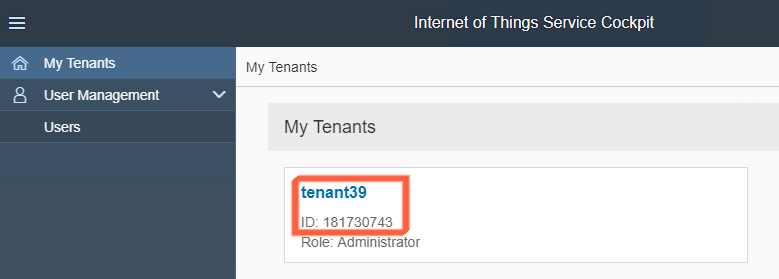 Internet of Things Service Cockpit
My Tenants
User Management
Users
My Tenants
My Tenants
tenant39
ID: 181730743
Role: Administrator